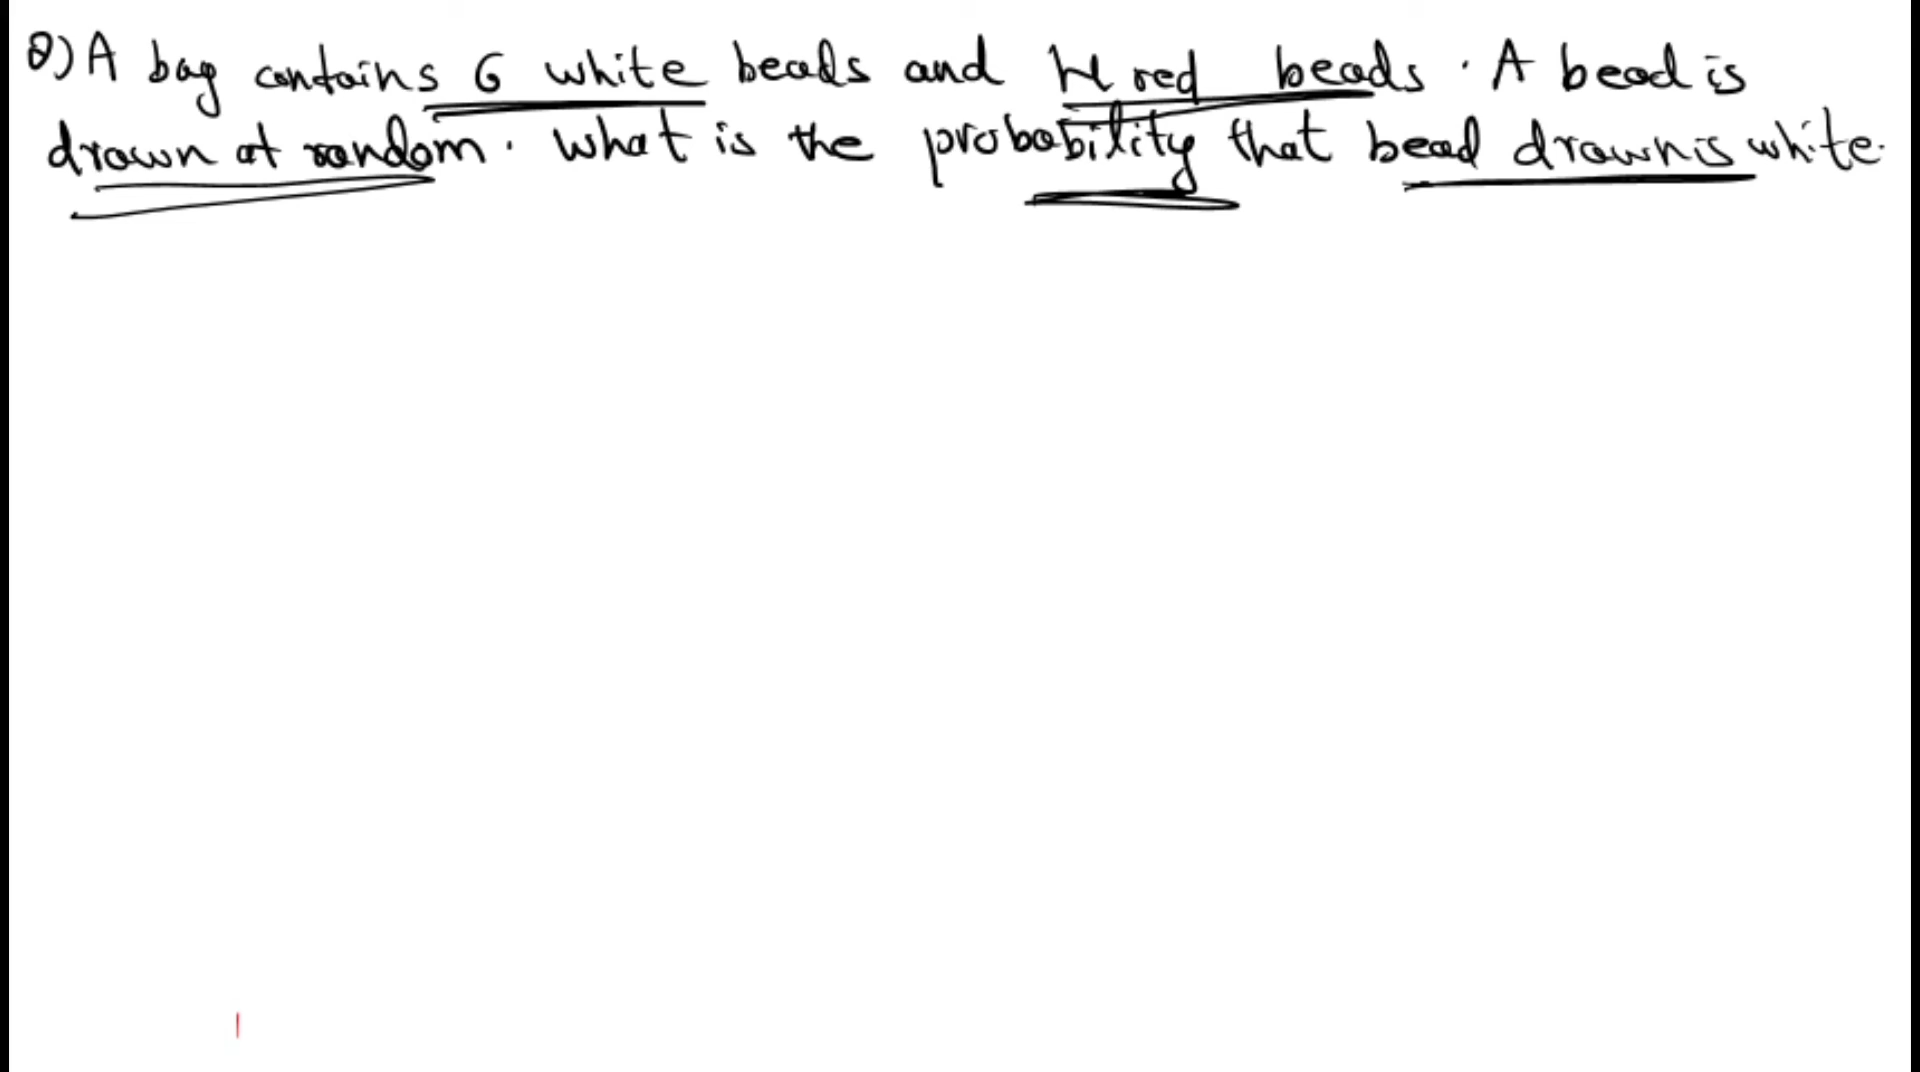 Q) A bag contains 6 white beads and 4 red beads. A bead is
drawn at random. What is the probability that bead drawn is white.